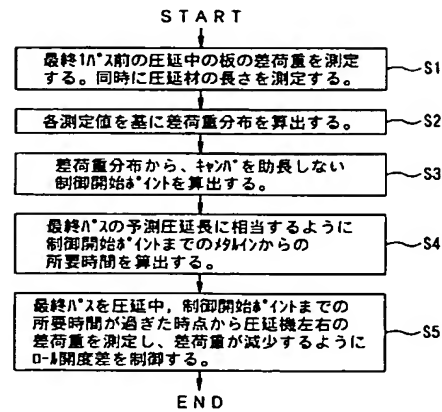 START
最終1ﾊﾟｽ前の圧延中の板の差荷重を測定
する。同時に圧延材の長さを測定する。
S1
各測定値を基に差荷重分布を算出する。
S2
差荷重分布から、ｷｬﾝﾊﾞを助長しない
制御開始ﾎﾟｲﾝﾄを算出する。
S3
最終ﾊﾟｽの予測圧延長に相当するように
制御開始ﾎﾟｲﾝﾄまでのﾒﾀﾙｲﾝからの
所要時間を算出する。
S4
最終ﾊﾟｽを圧延中，制御開始ﾎﾟｲﾝﾄまでの
所要時間が過ぎた時点から圧延機左右の
差荷重を測定し、差荷重が減少するように
ﾛｰﾙ開度差を制御する。
S5
END